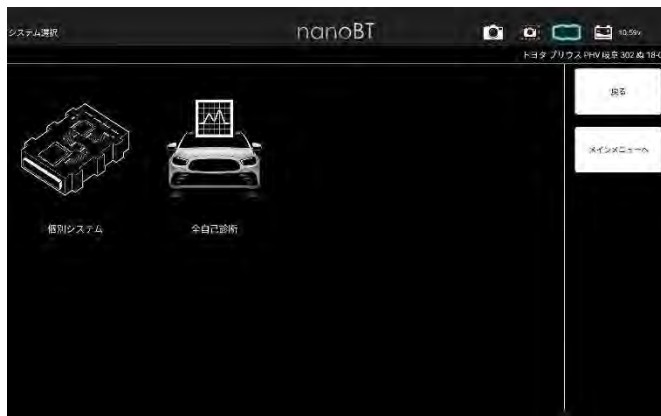 システム選択
nanoBT
10.59v
トヨタ プリウス PHV 岐阜 302 ぬ 18-0
戻る
メインメニューへ
個別システム
全自己診断